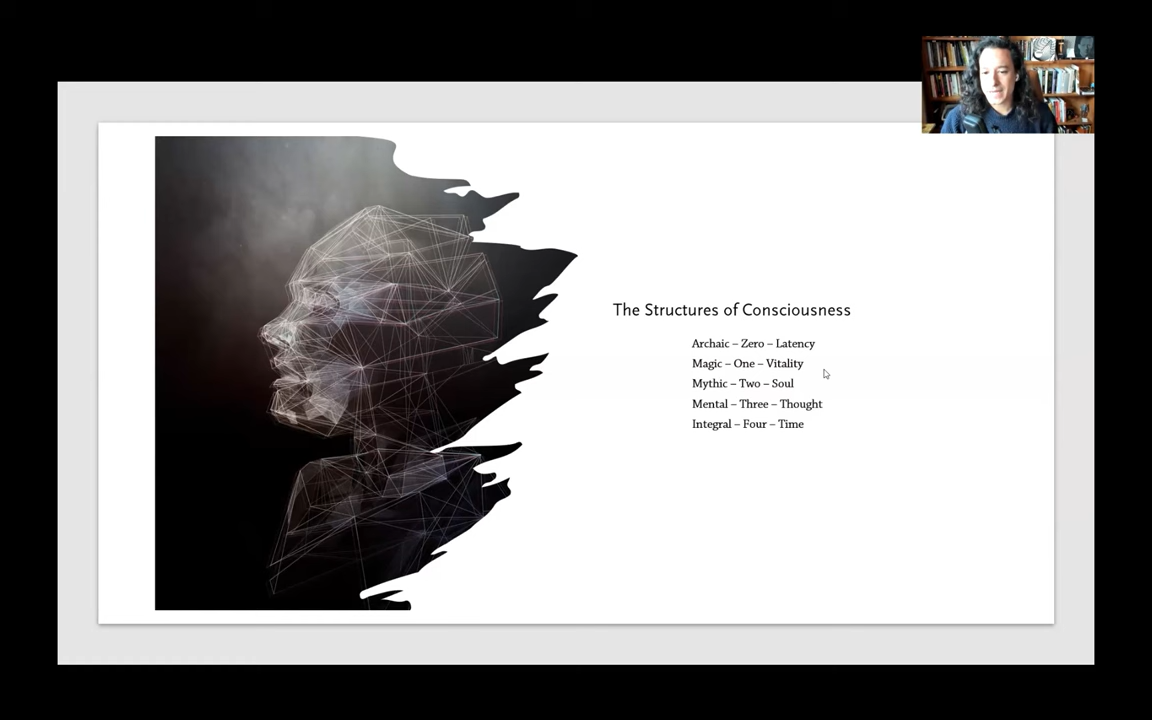 The Structures of Consciousness
Archaic – Zero – Latency
Magic – One – Vitality
Mythic – Two – Soul
Mental – Three – Thought
Integral – Four – Time